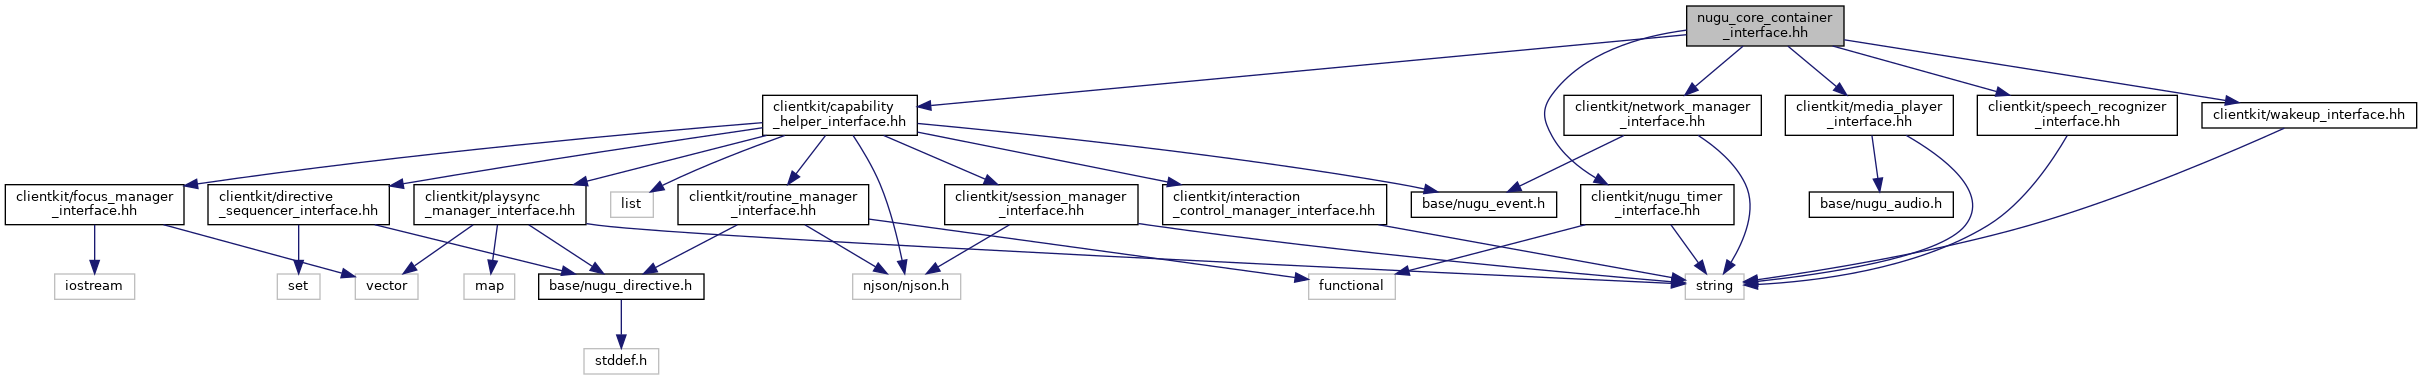 nugu_core_container
_interface.hh
clientkit/capability
_helper_interface.hh
clientkit/network_manager
_interface.hh
clientkit/media_player
_interface.hh
clientkit/speech_recognizer
_interface.hh
clientkit/wakeup_interface.hh
clientkit/focus_manager
_interface.hh
clientkit/directive
_sequencer_interface.hh
clientkit/playsync
_manager_interface.hh
list
clientkit/routine_manager
_interface.hh
clientkit/session_manager
_interface.hh
clientkit/interaction
_control_manager_interface.hh
base/nugu_event.h
clientkit/nugu_timer
_interface.hh
base/nugu_audio.h
iostream
set
vector
map
base/nugu_directive.h
njson/njson.h
functional
string
stddef.h